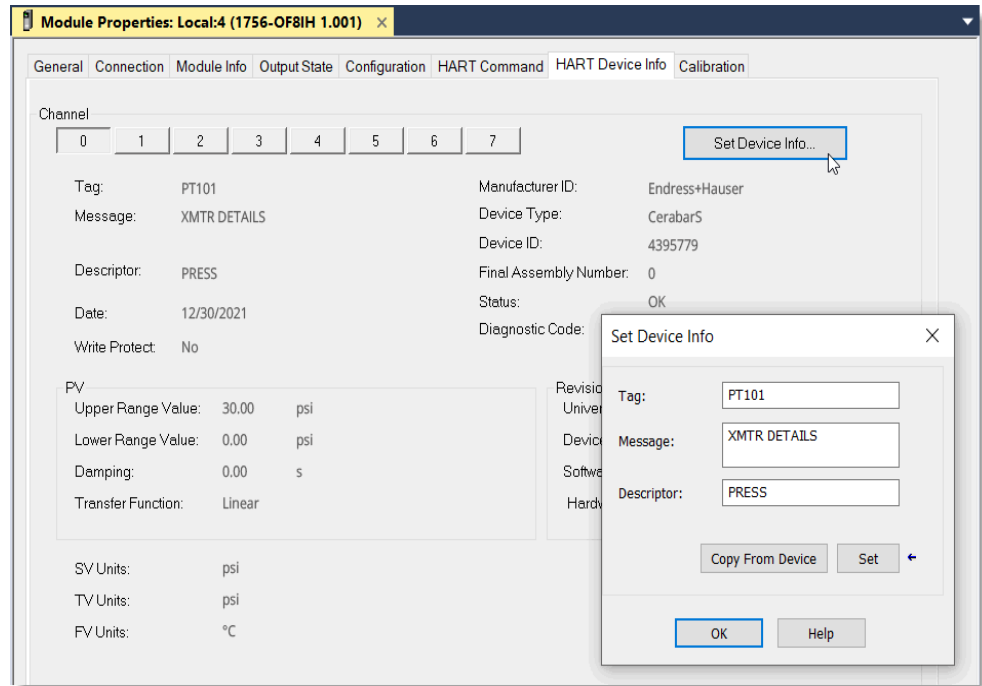 Module Properties: Local:4 (1756-OF8IH 1.001) ×
General Connection Module Info Output State Configuration HART Command HART Device Info Calibration
Channel
0 1 2 3 4 5 6 7 Set Device Info...
Tag: PT101 Manufacturer ID: Endress+Hauser
Message: XMTR DETAILS Device Type: CerabarS
Device ID: 4395779
Descriptor: PRESS Final Assembly Number: 0
Date: 12/30/2021 Status: OK
Write Protect: No Diagnostic Code:
PV
Upper Range Value: 30.00 psi
Lower Range Value: 0.00 psi
Damping: 0.00 s
Transfer Function: Linear
SV Units: psi
TV Units: psi
FV Units: °C
Revisio
Univer
Device
Softwa
Hardw
Set Device Info
Tag: PT101
Message: XMTR DETAILS
Descriptor: PRESS
Copy From Device Set
OK Help